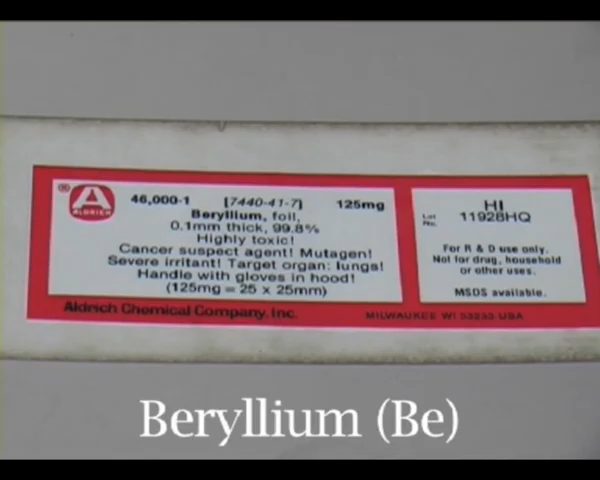 ALDRICH
46,000-1 [7440-41-7] 125mg
Beryllium, foil,
0.1mm thick, 99.8%
Highly toxic!
Cancer suspect agent! Mutagen!
Severe irritant! Target organ: lungs!
Handle with gloves in hood!
(125mg = 25 x 25mm)
HI
Lot No. 11928HQ
For R & D use only.
Not for drug, household
or other uses.
MSDS available.
Aldrich Chemical Company, Inc. MILWAUKEE WI 53233 USA
Beryllium (Be)